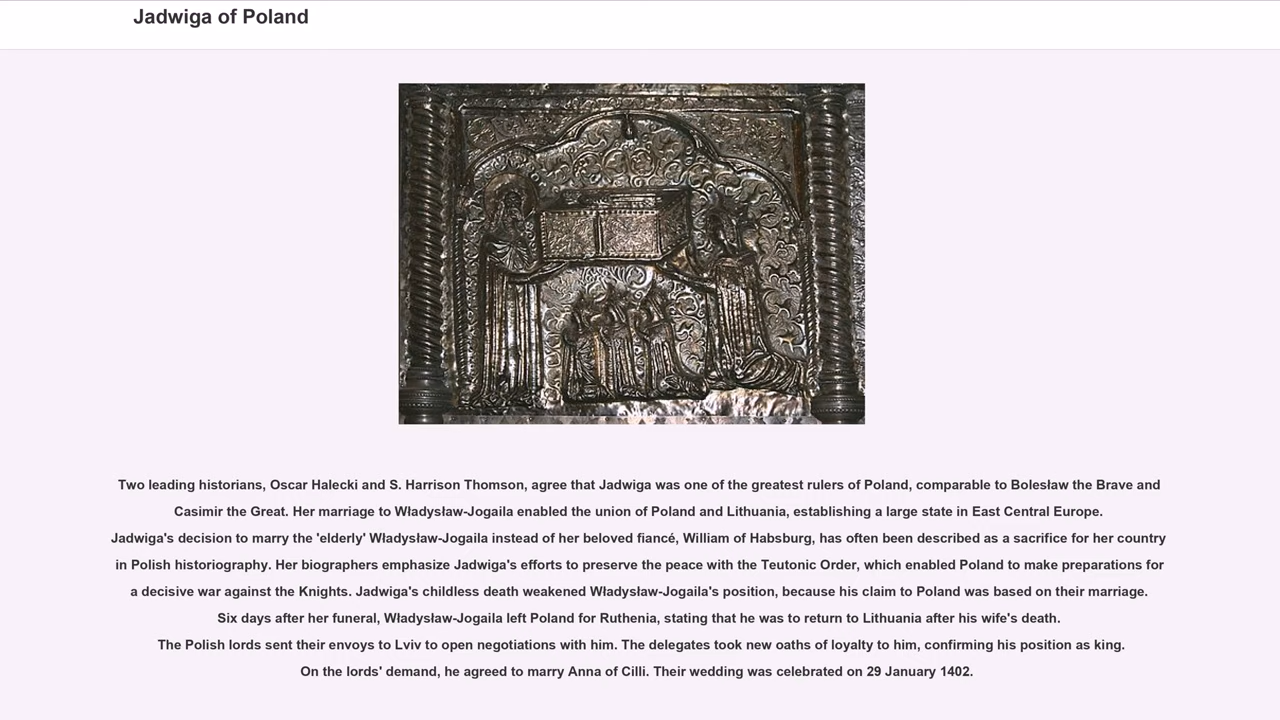 Jadwiga of Poland
Two leading historians, Oscar Halecki and S. Harrison Thomson, agree that Jadwiga was one of the greatest rulers of Poland, comparable to Bolesław the Brave and
Casimir the Great. Her marriage to Władysław-Jogaila enabled the union of Poland and Lithuania, establishing a large state in East Central Europe.
Jadwiga's decision to marry the 'elderly' Władysław-Jogaila instead of her beloved fiancé, William of Habsburg, has often been described as a sacrifice for her country
in Polish historiography. Her biographers emphasize Jadwiga's efforts to preserve the peace with the Teutonic Order, which enabled Poland to make preparations for
a decisive war against the Knights. Jadwiga's childless death weakened Władysław-Jogaila's position, because his claim to Poland was based on their marriage.
Six days after her funeral, Władysław-Jogaila left Poland for Ruthenia, stating that he was to return to Lithuania after his wife's death.
The Polish lords sent their envoys to Lviv to open negotiations with him. The delegates took new oaths of loyalty to him, confirming his position as king.
On the lords' demand, he agreed to marry Anna of Cilli. Their wedding was celebrated on 29 January 1402.